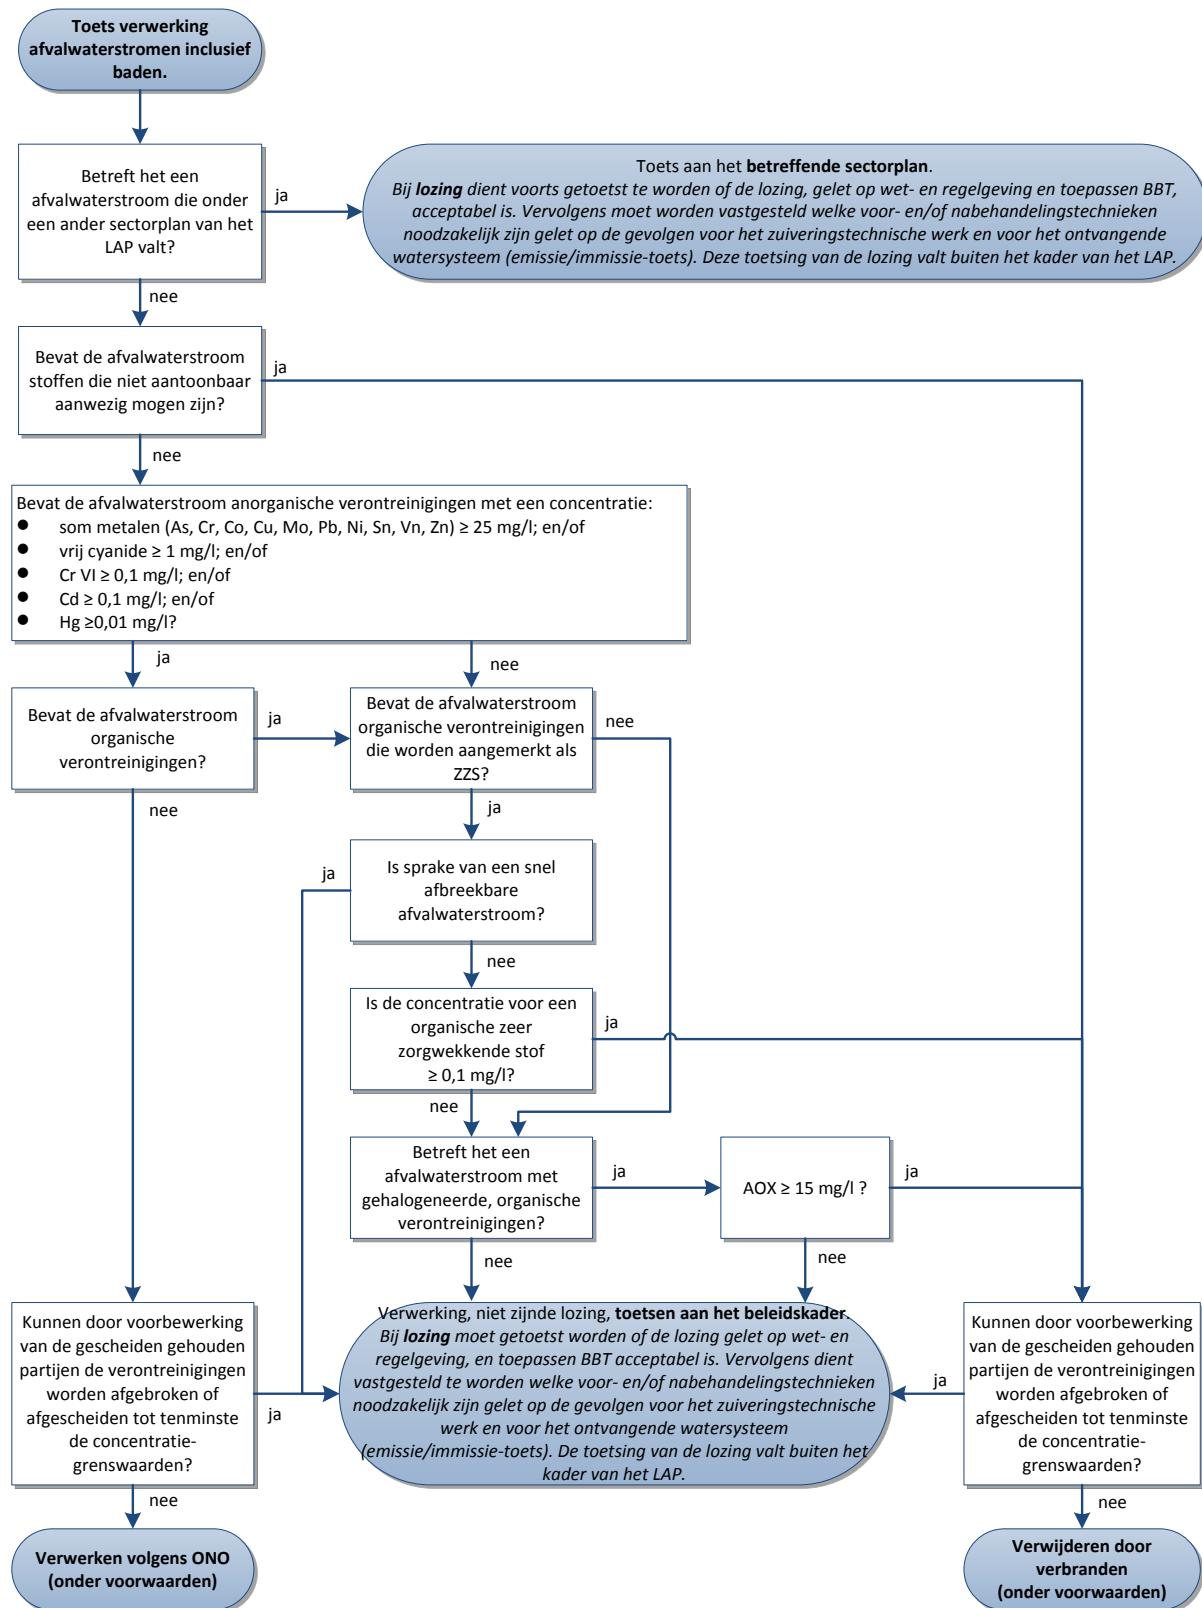 Toets verwerking
afvalwaterstromen inclusief
baden.
Betreft het een
afvalwaterstroom die onder
een ander sectorplan van het
LAP valt?
ja
Toets aan het betreffende sectorplan.
Bij lozing dient voorts getoetst te worden of de lozing, gelet op wet- en regelgeving en toepassen BBT,
acceptabel is. Vervolgens moet worden vastgesteld welke voor- en/of nabehandelingstechnieken
noodzakelijk zijn gelet op de gevolgen voor het zuiveringstechnische werk en voor het ontvangende
watersysteem (emissie/immissie-toets). Deze toetsing van de lozing valt buiten het kader van het LAP.
nee
Bevat de afvalwaterstroom
stoffen die niet aantoonbaar
aanwezig mogen zijn?
ja
nee
Bevat de afvalwaterstroom anorganische verontreinigingen met een concentratie:
● som metalen (As, Cr, Co, Cu, Mo, Pb, Ni, Sn, Vn, Zn) ≥ 25 mg/l; en/of
● vrij cyanide ≥ 1 mg/l; en/of
● Cr VI ≥ 0,1 mg/l; en/of
● Cd ≥ 0,1 mg/l; en/of
● Hg ≥0,01 mg/l?
ja
nee
Bevat de afvalwaterstroom
organische
verontreinigingen?
ja
nee
Bevat de afvalwaterstroom
organische verontreinigingen
die worden aangemerkt als
ZZS?
nee
ja
Is sprake van een snel
afbreekbare
afvalwaterstroom?
ja
nee
Is de concentratie voor een
organische zeer
zorgwekkende stof
≥ 0,1 mg/l?
ja
nee
Betreft het een
afvalwaterstroom met
gehalogeneerde, organische
verontreinigingen?
ja
nee
AOX ≥ 15 mg/l ?
ja
nee
Kunnen door voorbewerking
van de gescheiden gehouden
partijen de verontreinigingen
worden afgebroken of
afgescheiden tot tenminste
de concentratie-
grenswaarden?
ja
nee
Verwerking, niet zijnde lozing, toetsen aan het beleidskader.
Bij lozing moet getoetst worden of de lozing gelet op wet- en
regelgeving, en toepassen BBT acceptabel is. Vervolgens dient
vastgesteld te worden welke voor- en/of nabehandelingstechnieken
noodzakelijk zijn gelet op de gevolgen voor het zuiveringstechnische
werk en voor het ontvangende watersysteem
(emissie/immissie-toets). De toetsing van de lozing valt buiten het
kader van het LAP.
Kunnen door voorbewerking
van de gescheiden gehouden
partijen de verontreinigingen
worden afgebroken of
afgescheiden tot tenminste
de concentratie-
grenswaarden?
ja
nee
Verwerken volgens ONO
(onder voorwaarden)
Verwijderen door
verbranden
(onder voorwaarden)